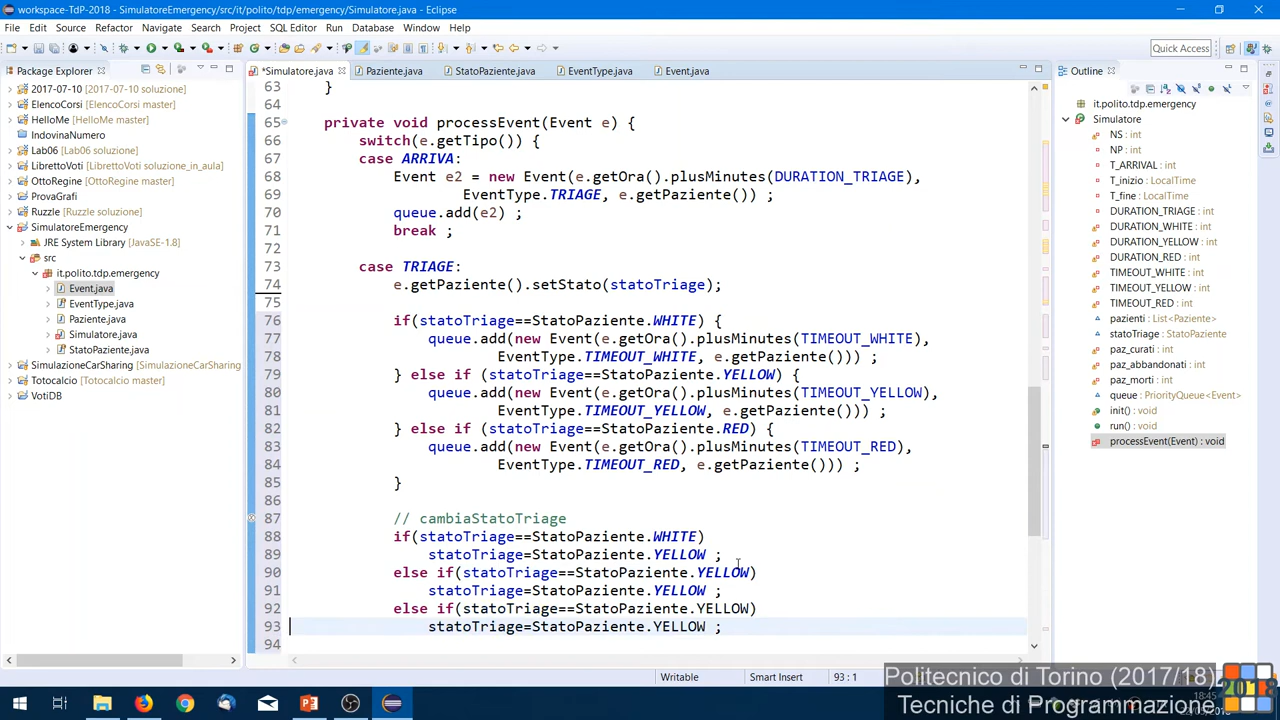 workspace-TdP-2018 - SimulatoreEmergency/src/it/polito/tdp/emergency/Simulatore.java - Eclipse
File Edit Source Refactor Navigate Search Project SQL Editor Run Database Window Help
Quick Access
Package Explorer
*Simulatore.java Paziente.java StatoPaziente.java EventType.java Event.java
Outline
2017-07-10 [2017-07-10 soluzione]
ElencoCorsi [ElencoCorsi master]
HelloMe [HelloMe master]
IndovinaNumero
Lab06 [Lab06 soluzione]
LibrettoVoti [LibrettoVoti soluzione_in_aula]
OttoRegine [OttoRegine master]
ProvaGrafi
Ruzzle [Ruzzle soluzione]
SimulatoreEmergency
JRE System Library [JavaSE-1.8]
src
it.polito.tdp.emergency
Event.java
EventType.java
Paziente.java
Simulatore.java
StatoPaziente.java
SimulazioneCarSharing [SimulazioneCarSharing
Totocalcio [Totocalcio master]
VotiDB
63 }
64
65 private void processEvent(Event e) {
66 switch(e.getTipo()) {
67 case ARRIVA:
68 Event e2 = new Event(e.getOra().plusMinutes(DURATION_TRIAGE),
69 EventType.TRIAGE, e.getPaziente()) ;
70 queue.add(e2) ;
71 break ;
72
73 case TRIAGE:
74 e.getPaziente().setStato(statoTriage);
75
76 if(statoTriage==StatoPaziente.WHITE) {
77 queue.add(new Event(e.getOra().plusMinutes(TIMEOUT_WHITE),
78 EventType.TIMEOUT_WHITE, e.getPaziente())) ;
79 } else if (statoTriage==StatoPaziente.YELLOW) {
80 queue.add(new Event(e.getOra().plusMinutes(TIMEOUT_YELLOW),
81 EventType.TIMEOUT_YELLOW, e.getPaziente())) ;
82 } else if (statoTriage==StatoPaziente.RED) {
83 queue.add(new Event(e.getOra().plusMinutes(TIMEOUT_RED),
84 EventType.TIMEOUT_RED, e.getPaziente())) ;
85 }
86
87 // cambiaStatoTriage
88 if(statoTriage==StatoPaziente.WHITE)
89 statoTriage=StatoPaziente.YELLOW ;
90 else if(statoTriage==StatoPaziente.YELLOW)
91 statoTriage=StatoPaziente.YELLOW ;
92 else if(statoTriage==StatoPaziente.YELLOW)
93 statoTriage=StatoPaziente.YELLOW ;
94
it.polito.tdp.emergency
Simulatore
NS : int
NP : int
T_ARRIVAL : int
T_inizio : LocalTime
T_fine : LocalTime
DURATION_TRIAGE : int
DURATION_WHITE : int
DURATION_YELLOW : int
DURATION_RED : int
TIMEOUT_WHITE : int
TIMEOUT_YELLOW : int
TIMEOUT_RED : int
pazienti : List<Paziente>
statoTriage : StatoPaziente
paz_curati : int
paz_abbandonati : int
paz_morti : int
queue : PriorityQueue<Event>
init() : void
run() : void
processEvent(Event) : void
Writable Smart Insert 93 : 1
Politecnico di Torino (2017/18)
Tecniche di Programmazione
18:45
2018